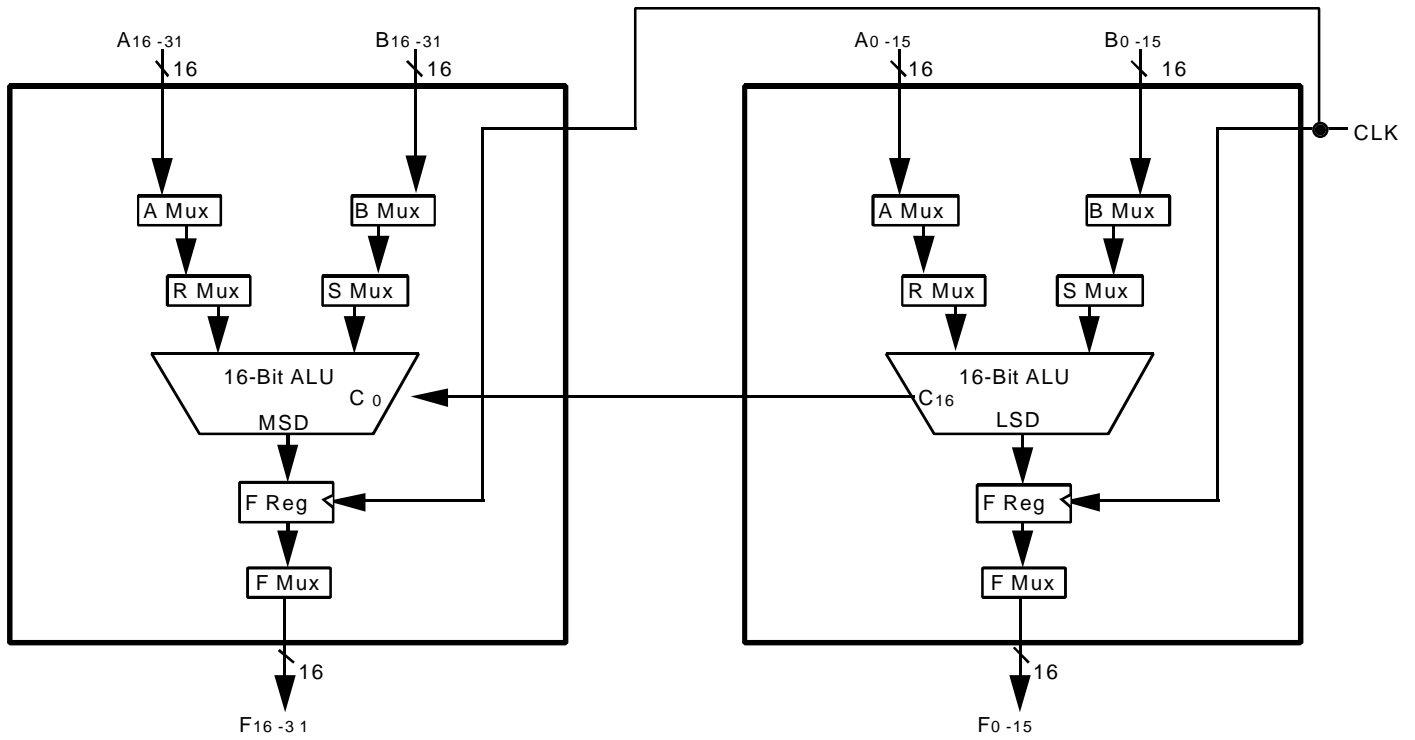 A16-31
B16-31
A0-15
B0-15
16
16
16
16
CLK
A Mux
B Mux
A Mux
B Mux
R Mux
S Mux
R Mux
S Mux
16-Bit ALU
16-Bit ALU
C 0
C16
MSD
LSD
F Reg
F Reg
F Mux
F Mux
16
16
F16-31
F0-15